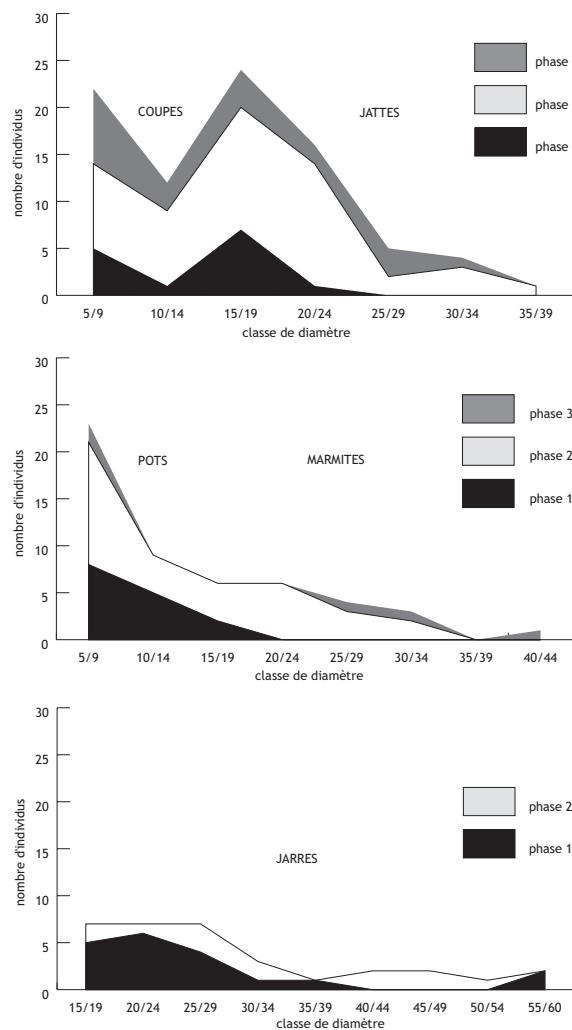 30
25
20
15
10
5
0
nombre d'individus
COUPES
JATTES
phase
phase
phase
5/9 10/14 15/19 20/24 25/29 30/34 35/39
classe de diamètre
30
25
20
15
10
5
0
nombre d'individus
POTS
MARMITES
phase 3
phase 2
phase 1
5/9 10/14 15/19 20/24 25/29 30/34 35/39 40/44
classe de diamètre
30
25
20
15
10
5
0
nombre d'individus
JARRES
phase 2
phase 1
15/19 20/24 25/29 30/34 35/39 40/44 45/49 50/54 55/60
classe de diamètre